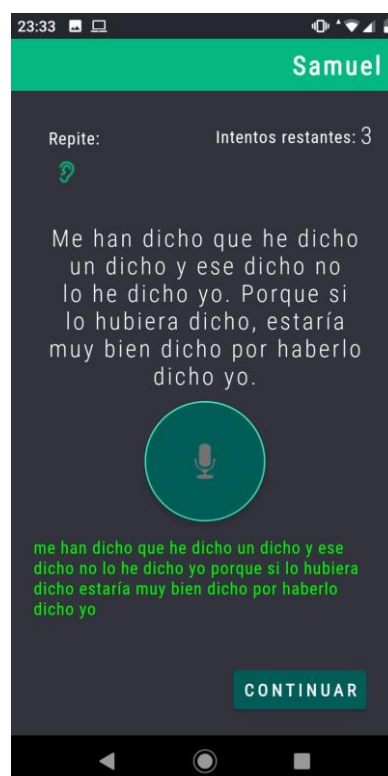 23:33
Samuel
Repite:
Intentos restantes: 3
Me han dicho que he dicho
un dicho y ese dicho no
lo he dicho yo. Porque si
lo hubiera dicho, estaría
muy bien dicho por haberlo
dicho yo.
me han dicho que he dicho un dicho y ese
dicho no lo he dicho yo porque si lo hubiera
dicho estaría muy bien dicho por haberlo
dicho yo
CONTINUAR